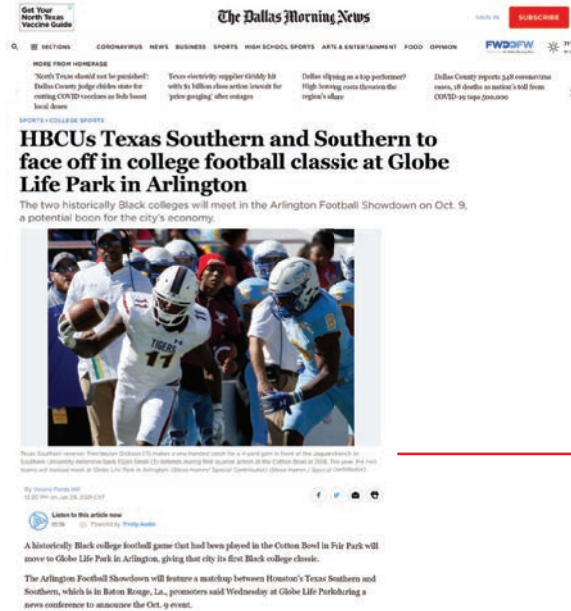 Get Your
North Texas
Vaccine Guide
The Dallas Morning News
SIGN IN
SUBSCRIBE
SECTIONS
CORONAVIRUS NEWS BUSINESS SPORTS HIGH SCHOOL SPORTS ARTS & ENTERTAINMENT FOOD OPINION
FWD>DFW
MORE FROM HOMEPAGE
'North Texas should not be punished':
Dallas County judge chides state for
cutting COVID vaccines as feds boost
local doses
Texas electricity supplier Griddy hit
with $1 billion class action lawsuit for
'price gouging' after outages
Dallas slipping as a top performer?
High housing costs threaten the
region's allure
Dallas County reports 548 coronavirus
cases, 18 deaths as nation's toll from
COVID-19 tops 500,000
SPORTS > COLLEGE SPORTS
HBCUs Texas Southern and Southern to
face off in college football classic at Globe
Life Park in Arlington
The two historically Black colleges will meet in the Arlington Football Showdown on Oct. 9,
a potential boon for the city's economy.
TIGERS
11
11
Listen to this article now
Powered by Trinity Audio
A historically Black college football game that had been played in the Cotton Bowl in Fair Park will
move to Globe Life Park in Arlington, giving that city its first Black college classic.
The Arlington Football Showdown will feature a matchup between Houston's Texas Southern and
Southern, which is in Baton Rouge, La., promoters said Wednesday at Globe Life Parkduring a
news conference to announce the Oct. 9 event.